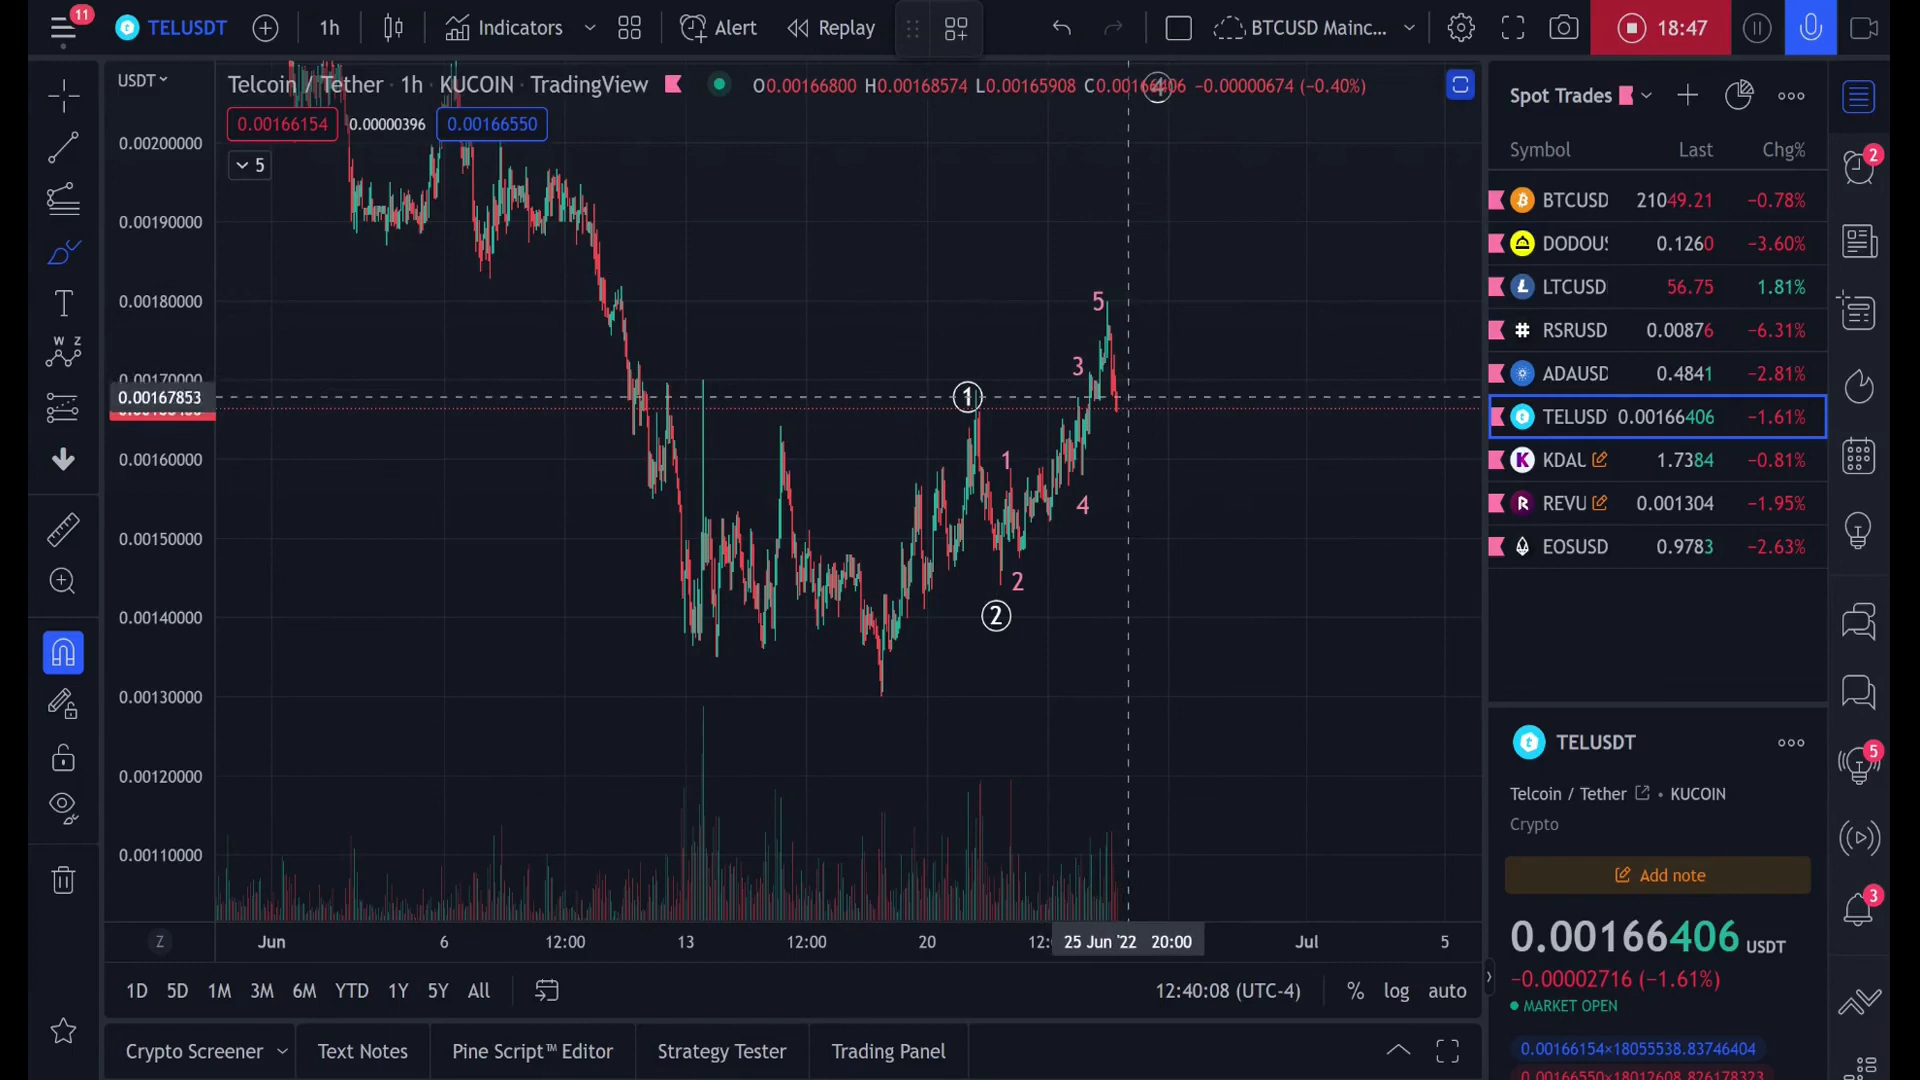 11
TELUSDT
1h
Indicators
Alert
Replay
BTCUSD Mainc...
18:47
USDT
Telcoin / Tether · 1h · KUCOIN · TradingView
O0.00166800 H0.00168574 L0.00165908 C0.00166406 −0.00000674 (−0.40%)
0.00166154
0.00000396
0.00166550
5
0.00200000
0.00190000
0.00180000
0.00170000
0.00167853
0.00160000
0.00150000
0.00140000
0.00130000
0.00120000
0.00110000
W Z
T
5
3
1
1
4
2
2
Z
Jun
6
12:00
13
12:00
20
25 Jun '22 20:00
Jul
5
1D
5D
1M
3M
6M
YTD
1Y
5Y
All
12:40:08 (UTC-4)
%
log
auto
Crypto Screener
Text Notes
Pine Script™ Editor
Strategy Tester
Trading Panel
Spot Trades
Symbol Last Chg%
BTCUSD 21049.21 −0.78%
0.1260 −3.60%
LTCUSD 56.75 1.81%
RSRUSD 0.00876 −6.31%
ADAUSD 0.4841 −2.81%
TELUSD 0.00166406 −1.61%
KDAU 1.7384 −0.81%
REVU 0.001304 −1.95%
EOSUSD 0.9783 −2.63%
TELUSDT
Telcoin / Tether • KUCOIN
Crypto
Add note
0.00166406 USDT
−0.00002716 (−1.61%)
MARKET OPEN
0.00166154×18055538.83746404
2
5
3